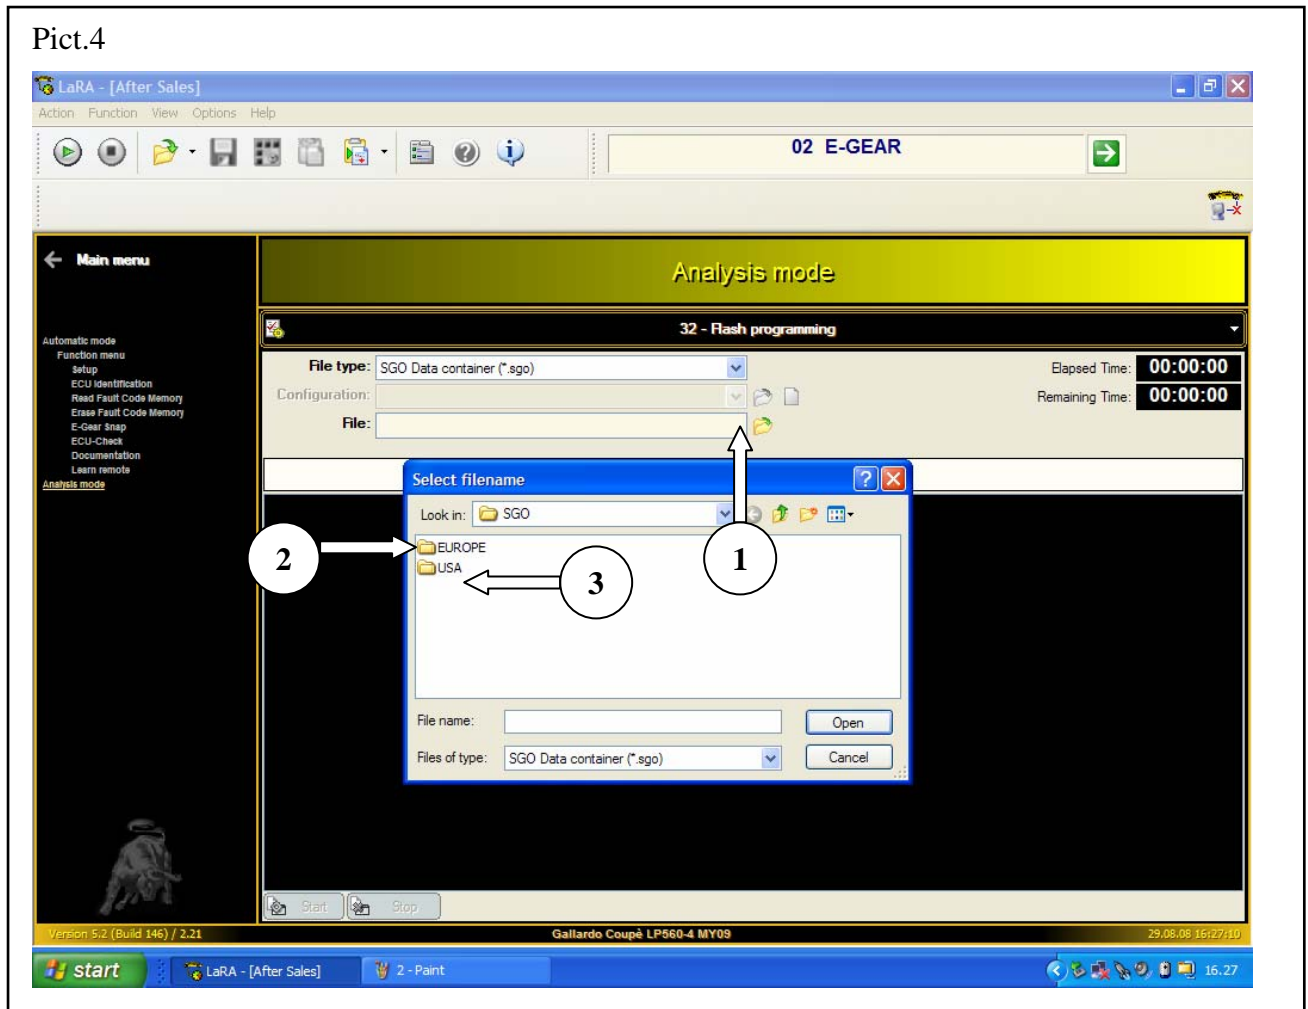 Pict.4
LaRA - [After Sales]
Action Function View Options Help
02 E-GEAR
Main menu
Analysis mode
32 - Flash programming
Automatic mode
Function menu
Setup
ECU Identification
Read Fault Code Memory
Erase Fault Code Memory
E-Gear Snap
ECU-Check
Documentation
Learn remote
Analysis mode
File type: SGO Data container (*.sgo)
Elapsed Time: 00:00:00
Configuration:
Remaining Time: 00:00:00
File:
Select filename
Look in: SGO
EUROPE
USA
1
2
3
File name:
Open
Files of type: SGO Data container (*.sgo)
Cancel
Start Stop
Version 5.2 (Build 146) / 2.21
Gallardo Coupè LP560-4 MY09
29.08.08 16:27:10
start
LaRA - [After Sales]
2 - Paint
16.27